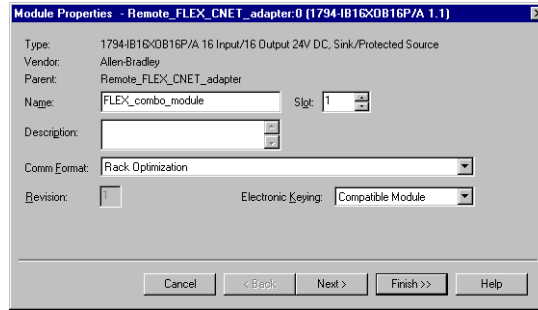 Module Properties - Remote_FLEX_CNET_adapter:0 (1794-IB16XOB16P/A 1.1)
Type: 1794-IB16XOB16P/A 16 Input/16 Output 24V DC, Sink/Protected Source
Vendor: Allen-Bradley
Parent: Remote_FLEX_CNET_adapter
Name: FLEX_combo_module Slot: 1
Description:
Comm Format: Rack Optimization
Revision: 1 Electronic Keying: Compatible Module
Cancel < Back Next > Finish >> Help